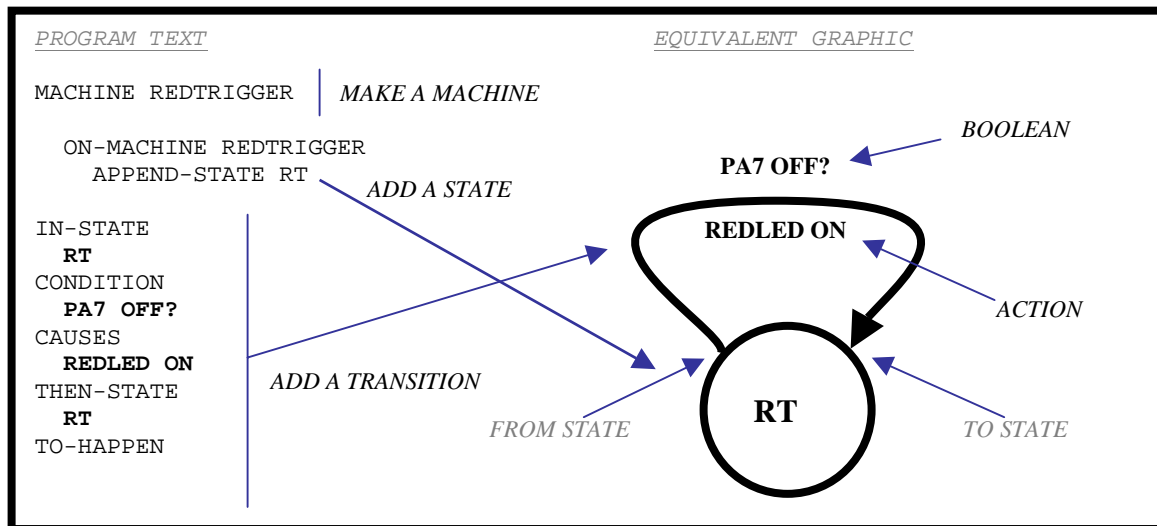 PROGRAM TEXT
EQUIVALENT GRAPHIC
MACHINE REDTRIGGER
MAKE A MACHINE
ON-MACHINE REDTRIGGER
APPEND-STATE RT
ADD A STATE
IN-STATE
RT
CONDITION
PA7 OFF?
CAUSES
REDLED ON
THEN-STATE
RT
TO-HAPPEN
ADD A TRANSITION
BOOLEAN
PA7 OFF?
REDLED ON
ACTION
RT
FROM STATE
TO STATE